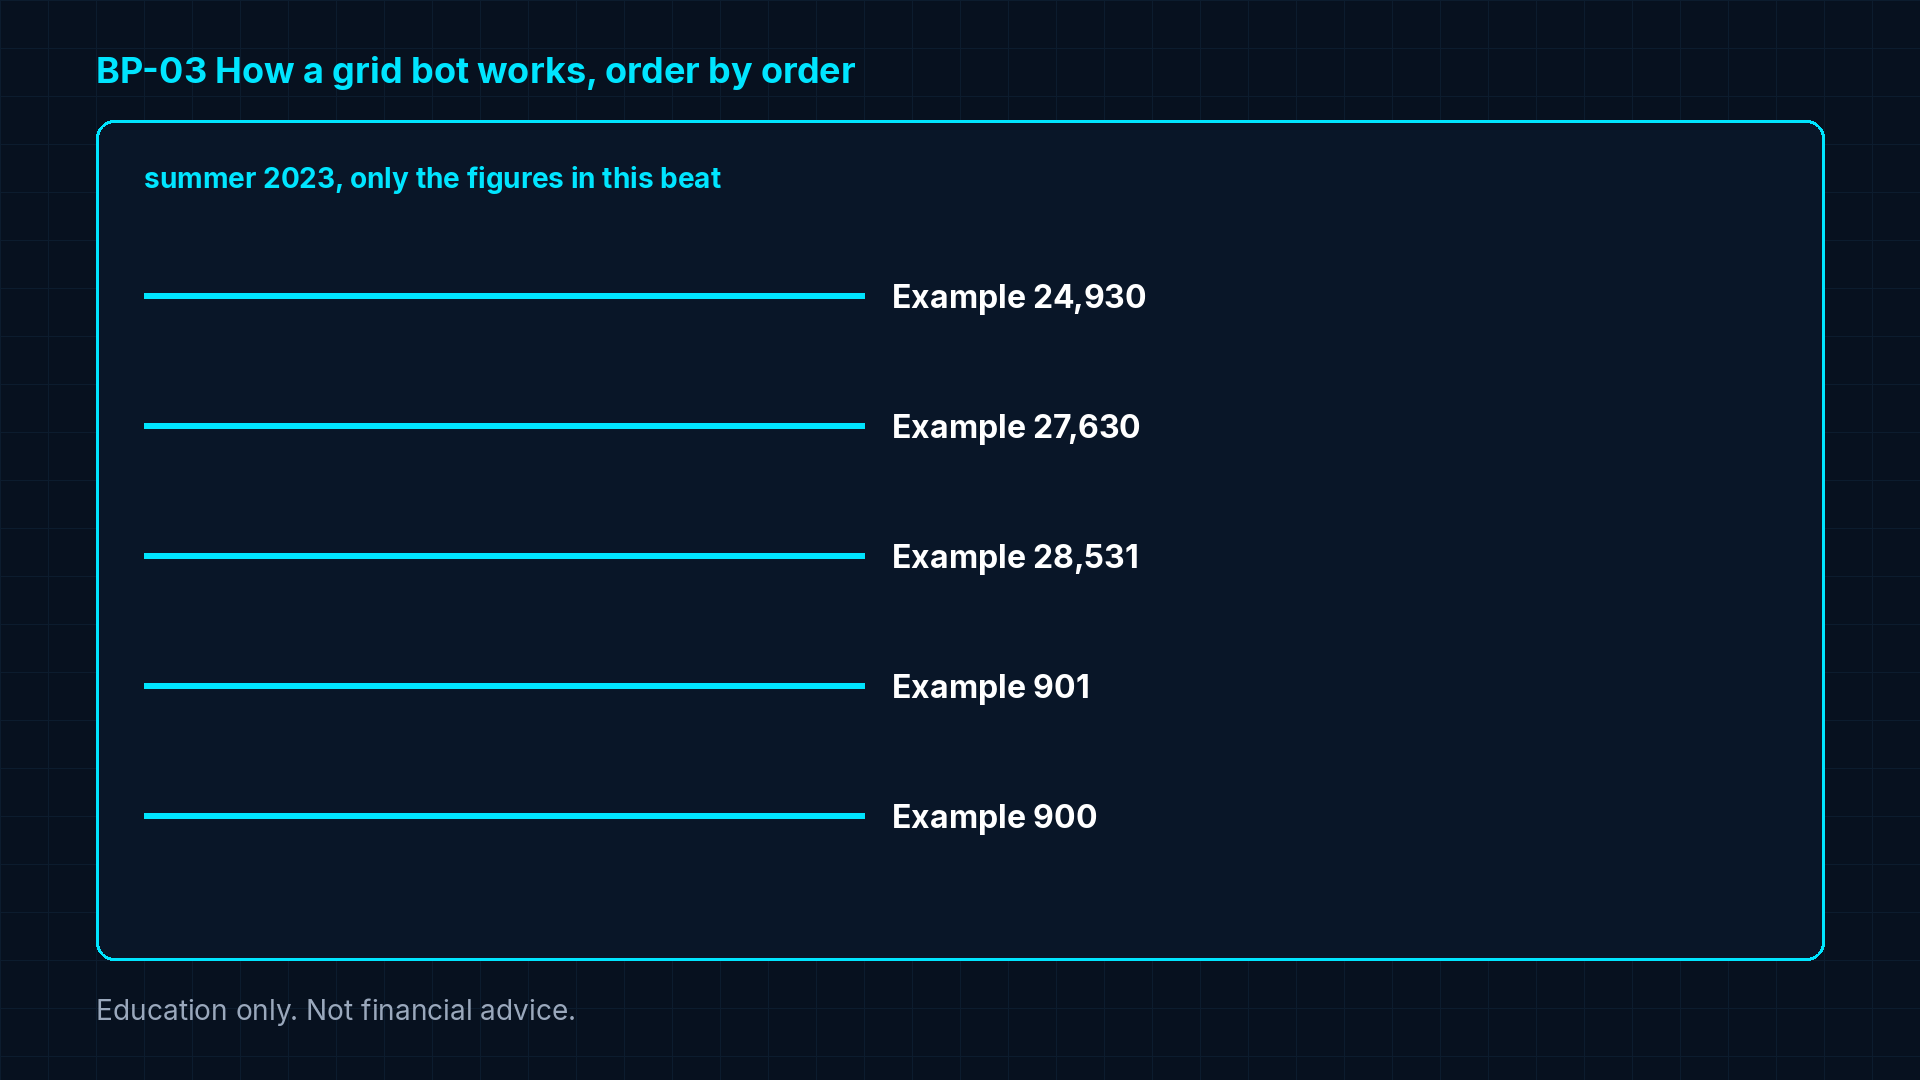 BP-03 How a grid bot works, order by order
summer 2023, only the figures in this beat
Example 24,930
Example 27,630
Example 28,531
Example 901
Example 900
Education only. Not financial advice.